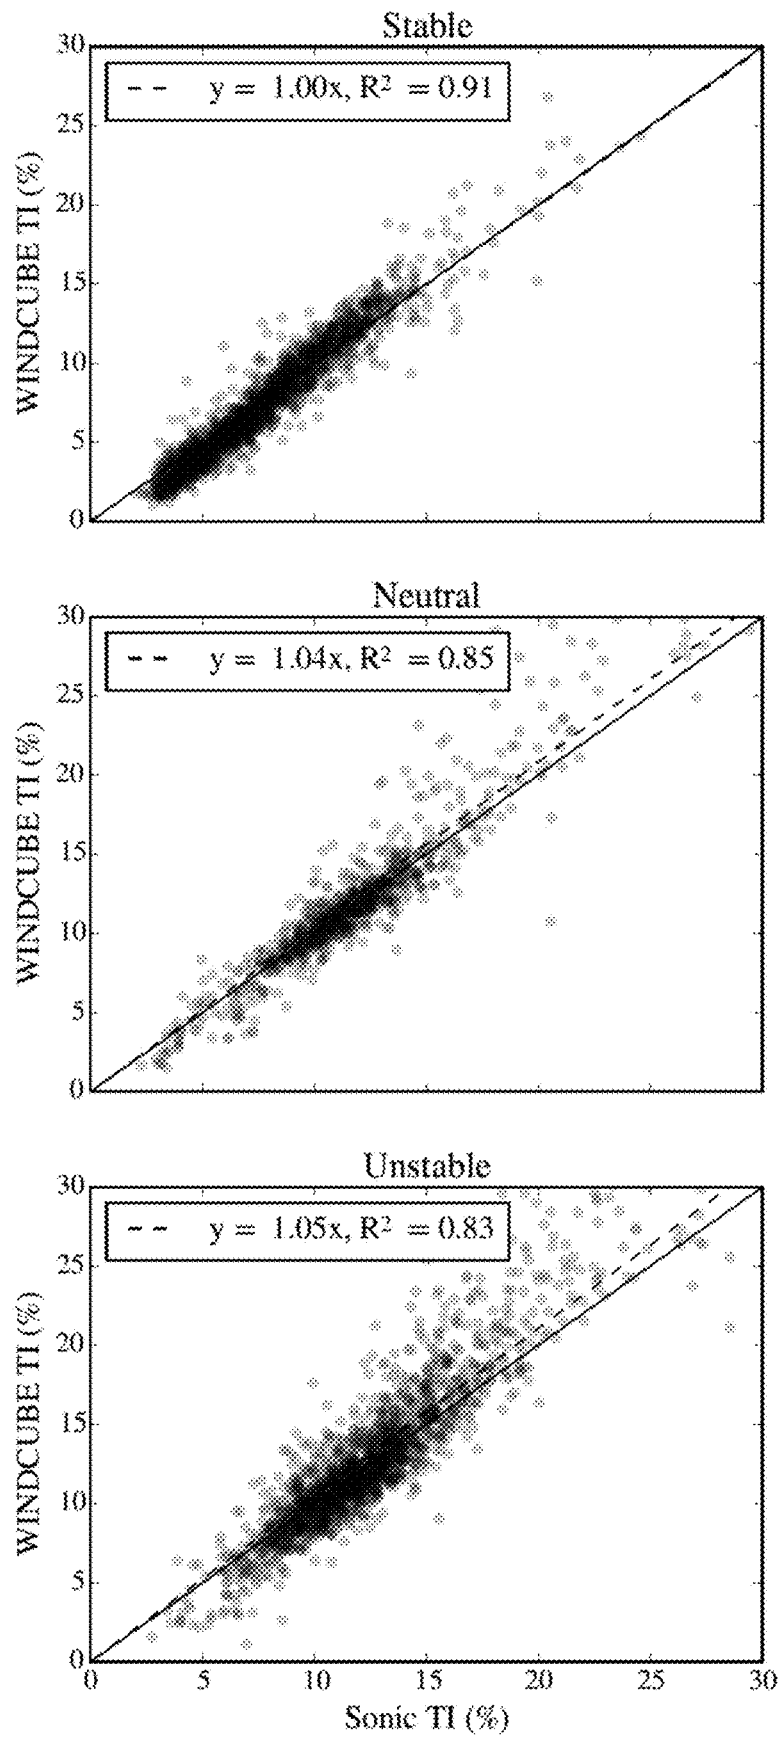 Stable
y = 1.00x, R² = 0.91
WINDCUBE TI (%)
30
25
20
15
10
5
0
Neutral
y = 1.04x, R² = 0.85
WINDCUBE TI (%)
30
25
20
15
10
5
0
Unstable
y = 1.05x, R² = 0.83
WINDCUBE TI (%)
30
25
20
15
10
5
0
0 5 10 15 20 25 30
Sonic TI (%)